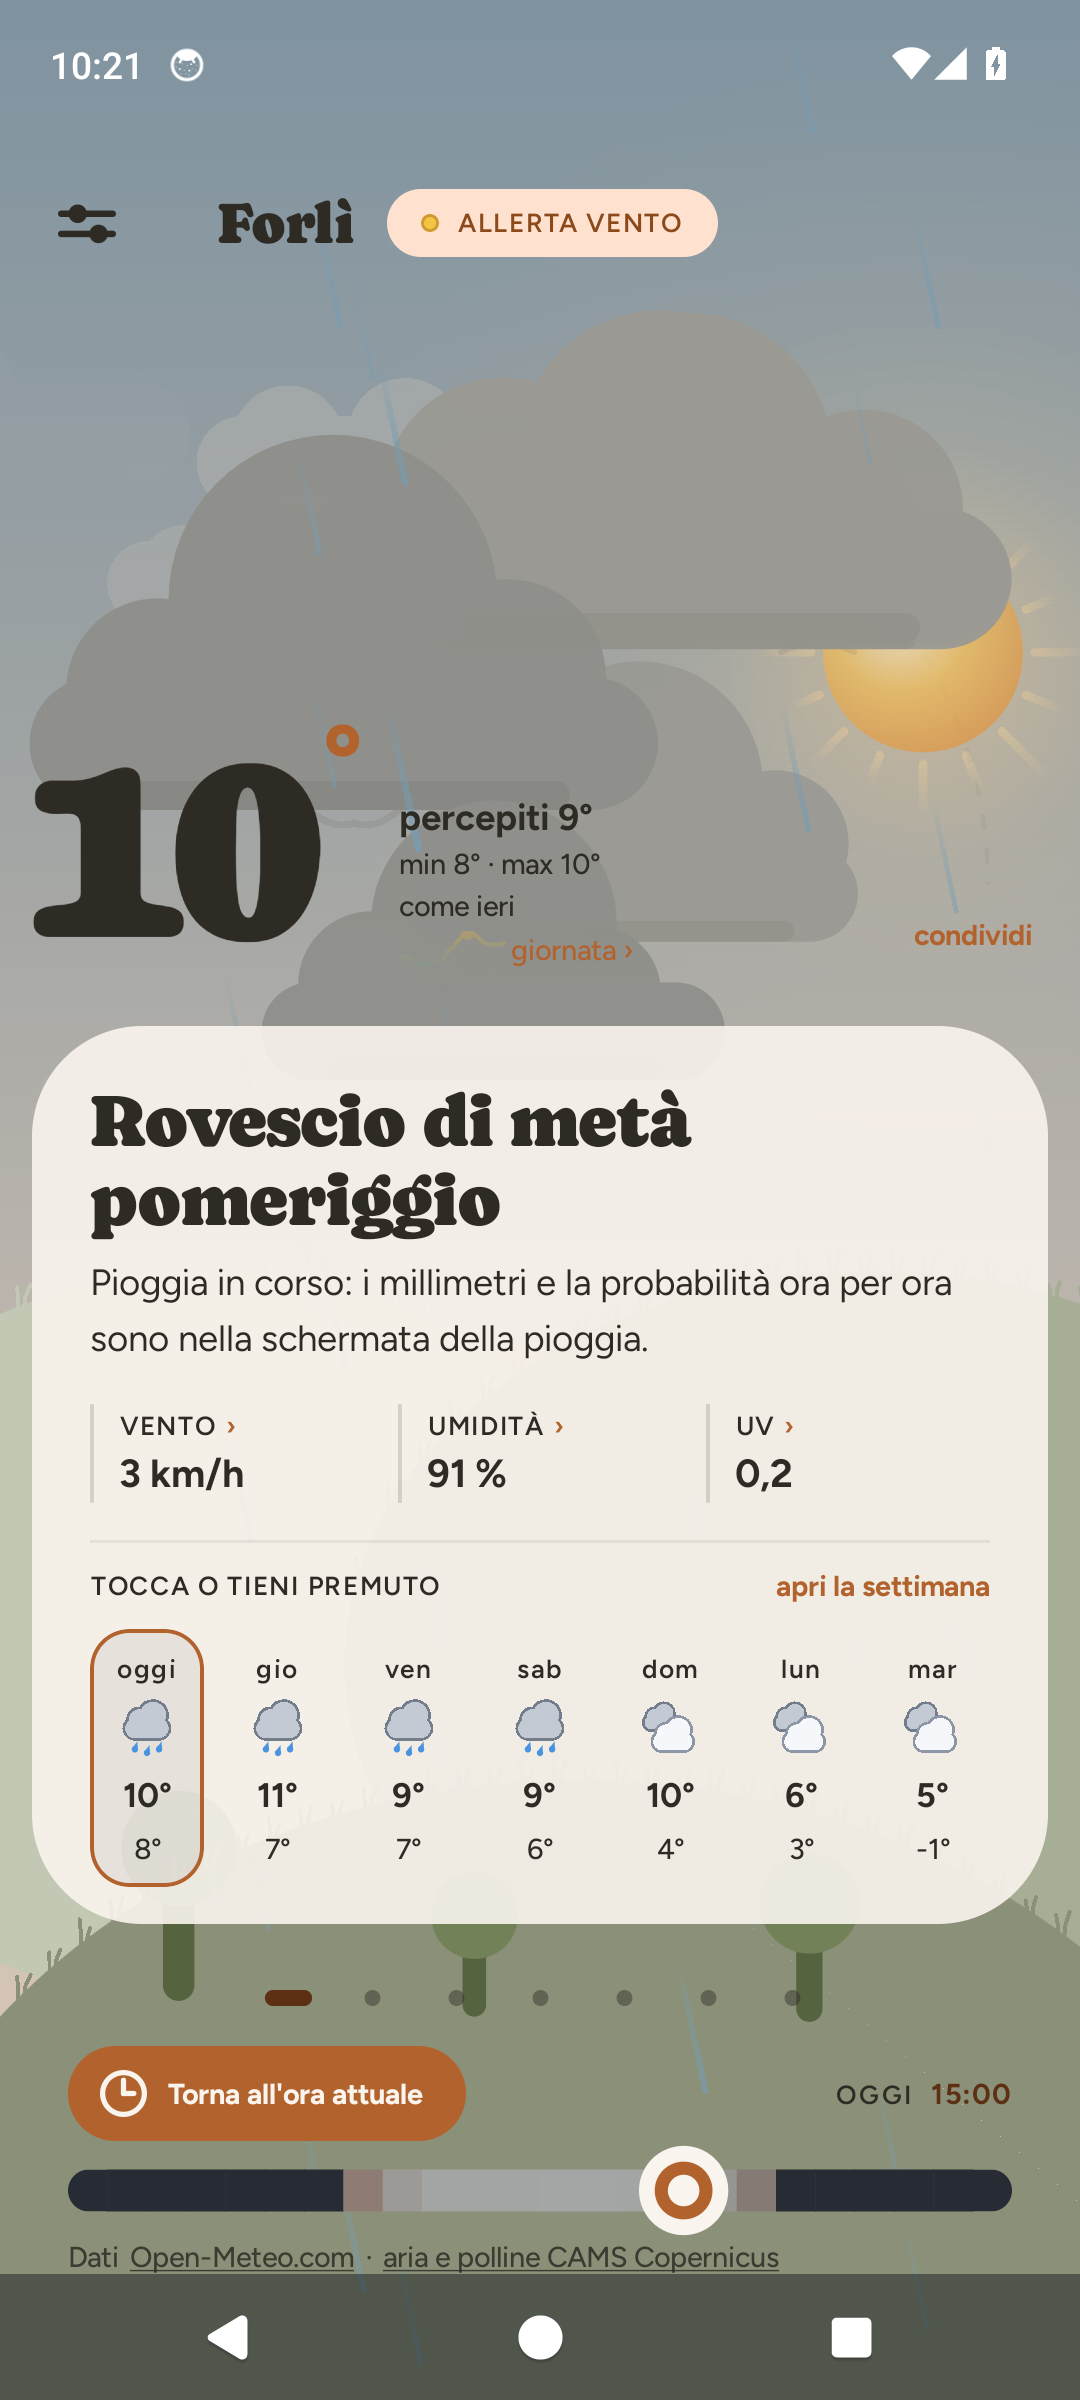 10:21
Forlì
ALLERTA VENTO
10°
percepiti 9°
min 8° · max 10°
come ieri
giornata ›
condividi
Rovescio di metà
pomeriggio
Pioggia in corso: i millimetri e la probabilità ora per ora
sono nella schermata della pioggia.
VENTO › UMIDITÀ › UV ›
3 km/h 91 % 0,2
TOCCA O TIENI PREMUTO apri la settimana
oggi gio ven sab dom lun mar
10° 11° 9° 9° 10° 6° 5°
8° 7° 7° 6° 4° 3° -1°
Torna all'ora attuale OGGI 15:00
Dati Open-Meteo.com · aria e polline CAMS Copernicus